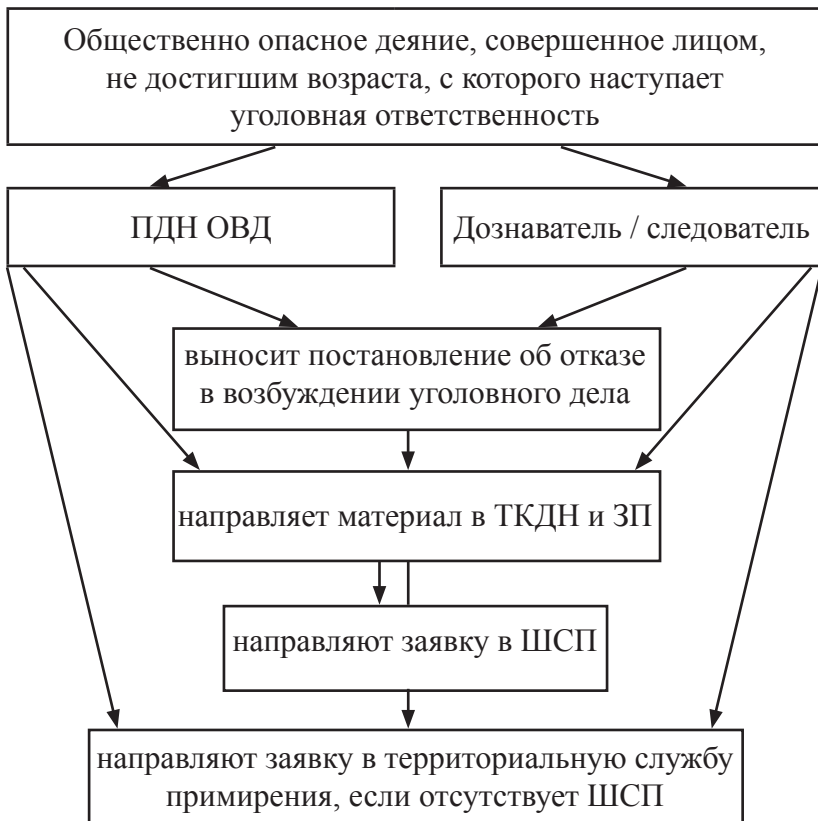 Общественно опасное деяние, совершенное лицом,
не достигшим возраста, с которого наступает
уголовная ответственность
ПДН ОВД
Дознаватель / следователь
выносит постановление об отказе
в возбуждении уголовного дела
направляет материал в ТКДН и ЗП
направляют заявку в ШСП
направляют заявку в территориальную службу
примирения, если отсутствует ШСП